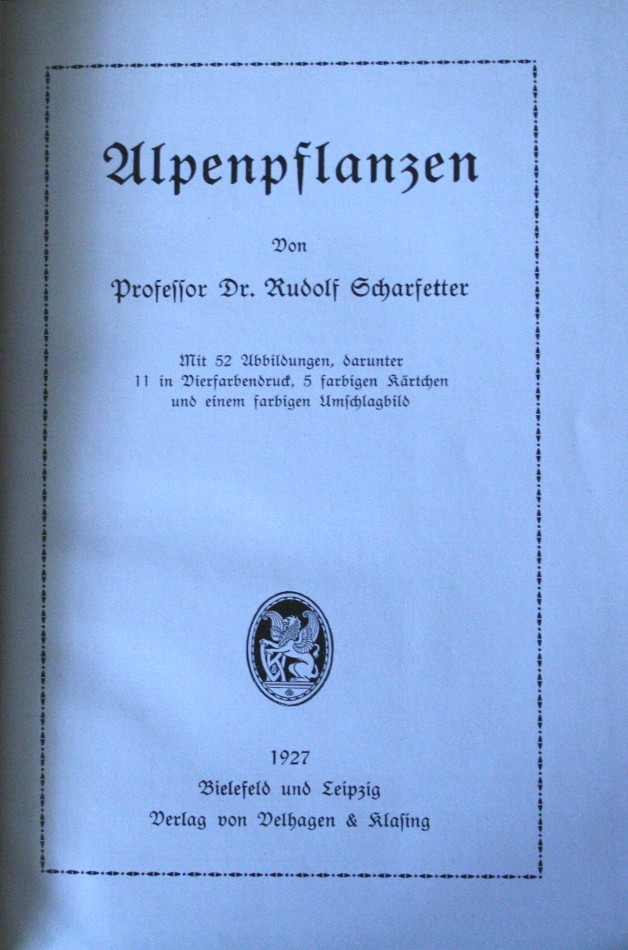 Alpenpflanzen
Von
Profeſſor Dr. Rudolf Scharfetter
Mit 52 Abbildungen, darunter
11 in Vierfarbendruck, 5 farbigen Kärtchen
und einem farbigen Umſchlagbild
1927
Bielefeld und Leipzig
Verlag von Velhagen & Klaſing